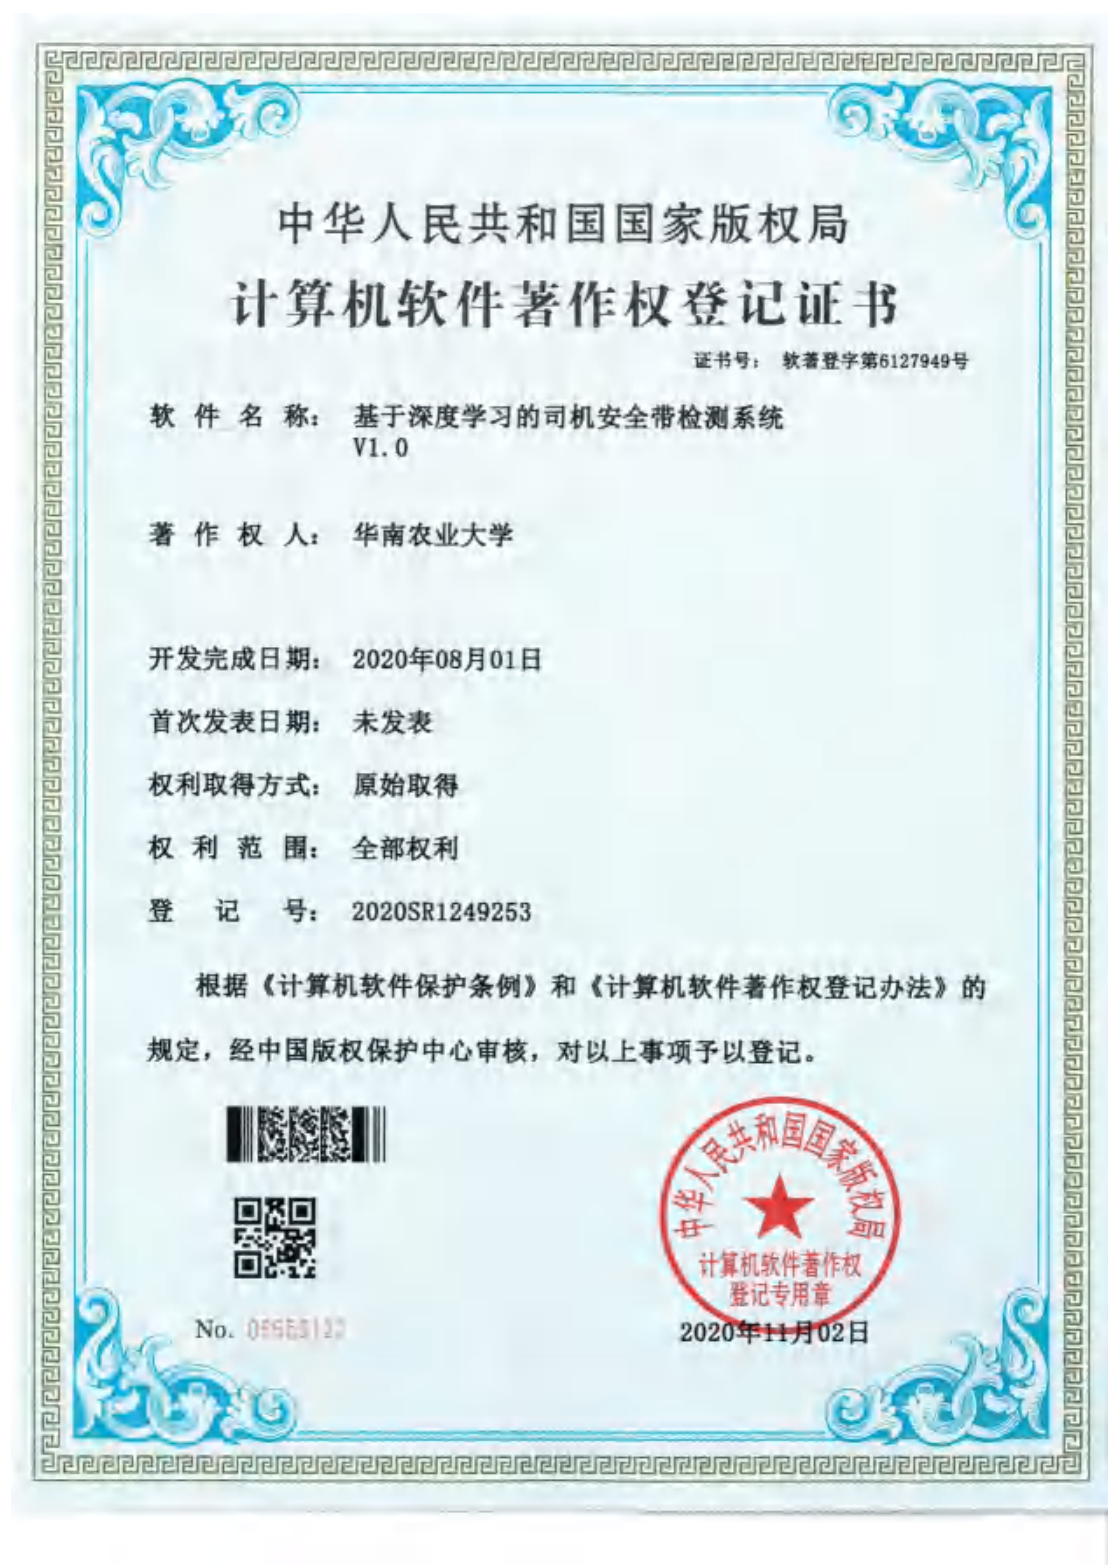 中华人民共和国国家版权局
计算机软件著作权登记证书
证书号： 软著登字第6127949号
软件名称： 基于深度学习的司机安全带检测系统
V1.0
著作权人： 华南农业大学
开发完成日期： 2020年08月01日
首次发表日期： 未发表
权利取得方式： 原始取得
权利范围： 全部权利
登记号： 2020SR1249253
根据《计算机软件保护条例》和《计算机软件著作权登记办法》的
规定，经中国版权保护中心审核，对以上事项予以登记。
中华人民共和国国家版权局
计算机软件著作权
登记专用章
No.
2020年11月02日